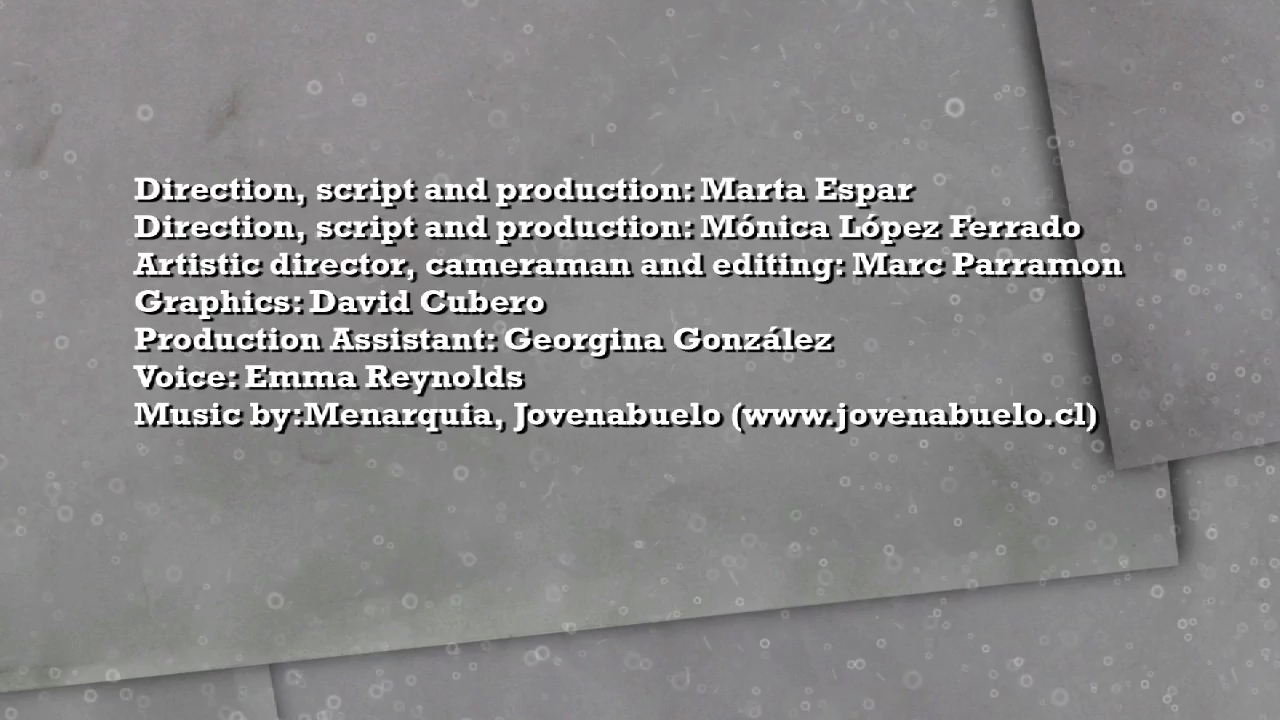 Direction, script and production: Marta Espar
Direction, script and production: Mónica López Ferrado
Artistic director, cameraman and editing: Marc Parramon
Graphics: David Cubero
Production Assistant: Georgina González
Voice: Emma Reynolds
Music by:Menarquia, Jovenabuelo (www.jovenabuelo.cl)